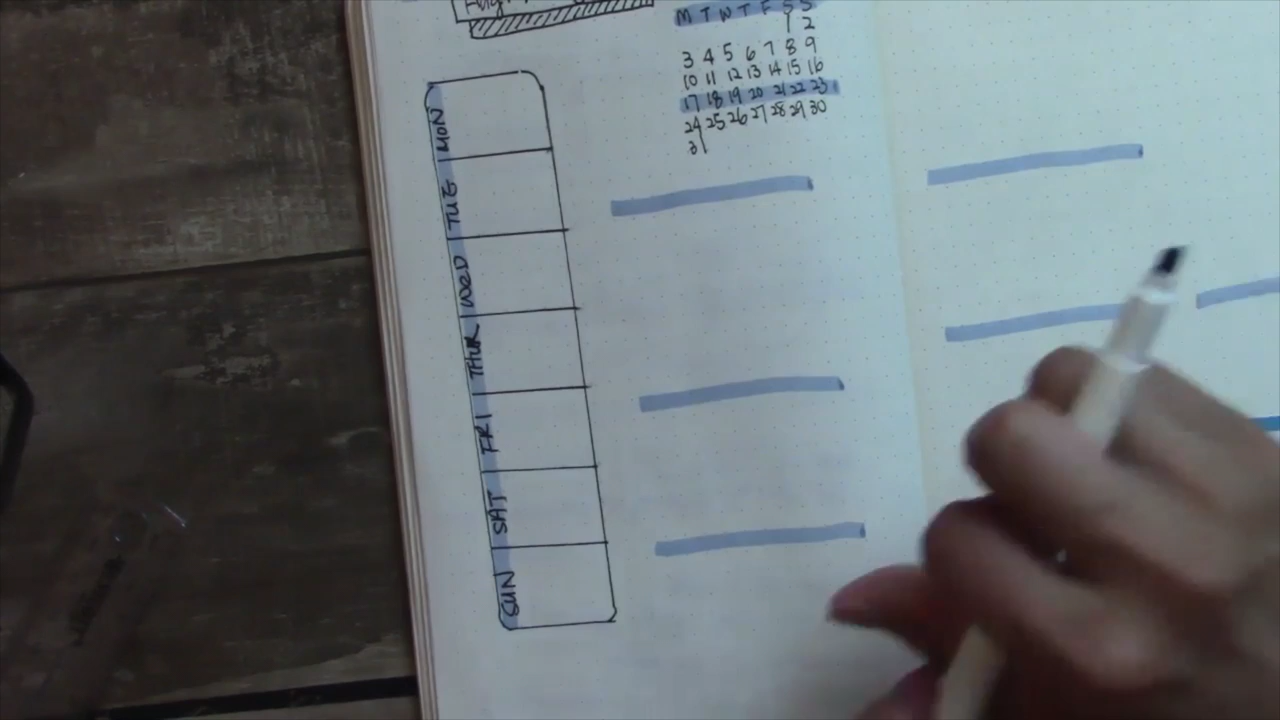 M T W T F S S
1 2
3 4 5 6 7 8 9
10 11 12 13 14 15 16
17 18 19 20 21 22 23
24 25 26 27 28 29 30
31
MON
TUE
WED
THUR
FRI
SAT
SUN